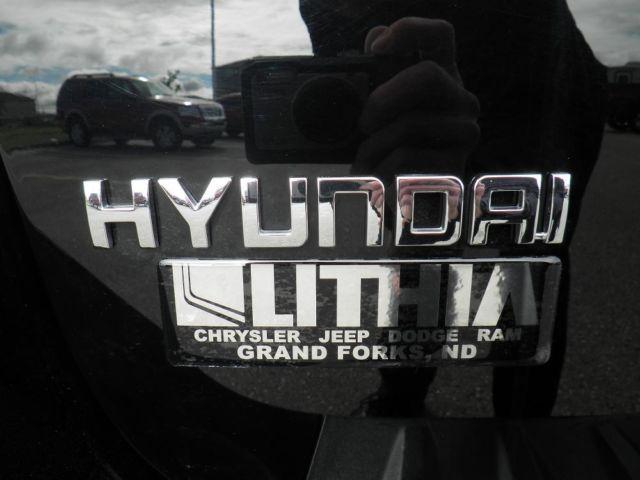 HYUNDAI
LITHIA
CHRYSLER JEEP DODGE RAM
GRAND FORKS, ND